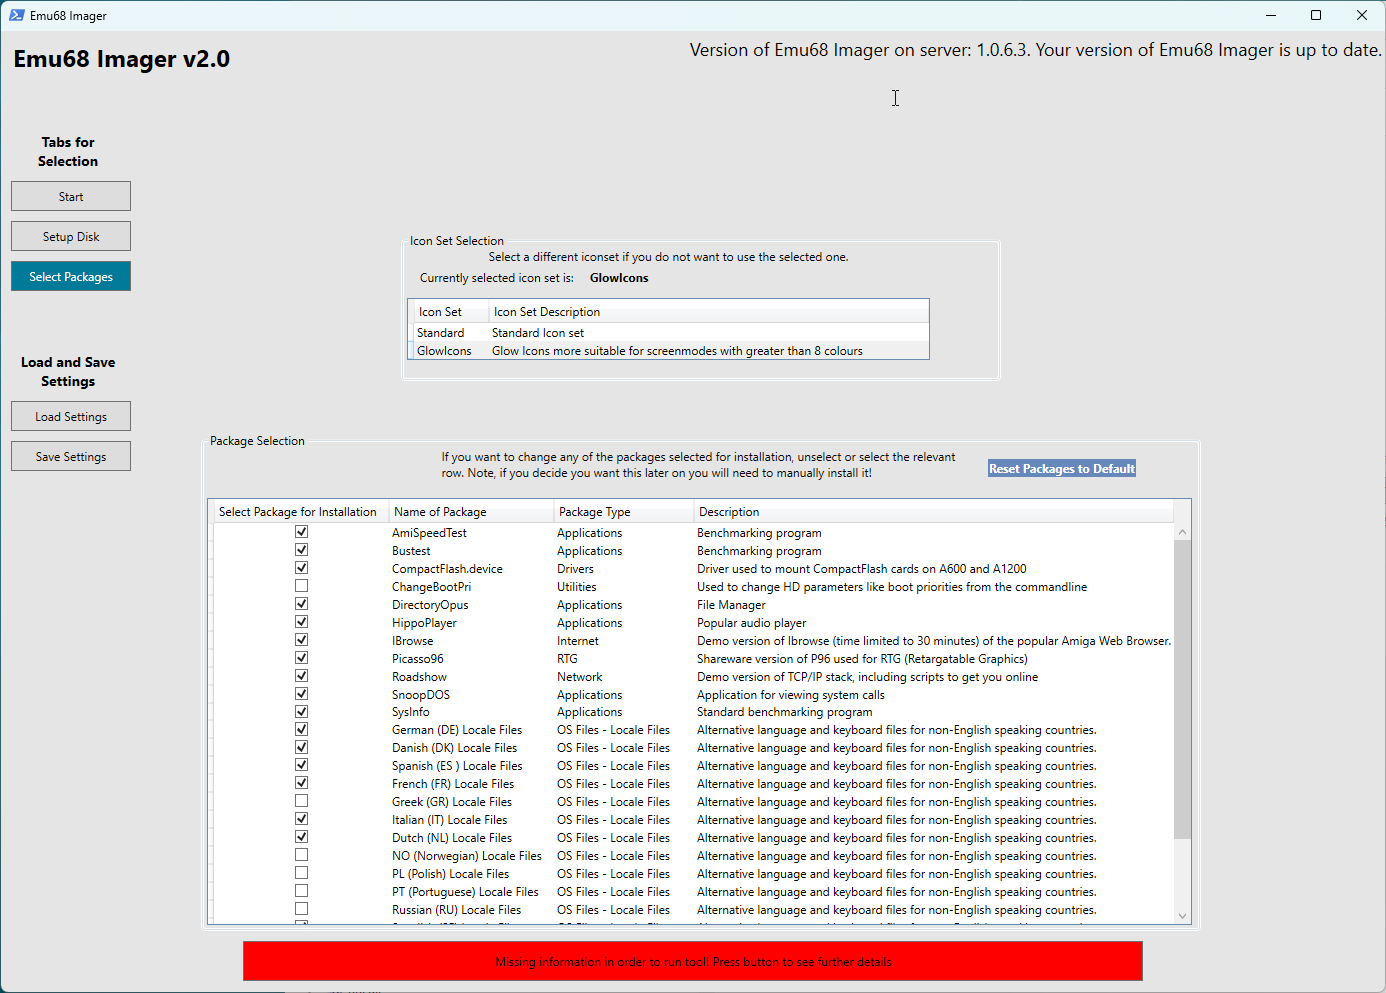 Emu68 Imager
Emu68 Imager v2.0
Version of Emu68 Imager on server: 1.0.6.3. Your version of Emu68 Imager is up to date.
Tabs for
Selection
Start
Setup Disk
Select Packages
Load and Save
Settings
Load Settings
Save Settings
Icon Set Selection
Select a different iconset if you do not want to use the selected one.
Currently selected icon set is: GlowIcons
Icon Set Icon Set Description
Standard Standard Icon set
GlowIcons Glow Icons more suitable for screenmodes with greater than 8 colours
Package Selection
If you want to change any of the packages selected for installation, unselect or select the relevant
row. Note, if you decide you want this later on you will need to manually install it!
Reset Packages to Default
Select Package for Installation Name of Package Package Type Description
AmiSpeedTest Applications Benchmarking program
Bustest Applications Benchmarking program
CompactFlash.device Drivers Driver used to mount CompactFlash cards on A600 and A1200
ChangeBootPri Utilities Used to change HD parameters like boot priorities from the commandline
DirectoryOpus Applications File Manager
HippoPlayer Applications Popular audio player
IBrowse Internet Demo version of Ibrowse (time limited to 30 minutes) of the popular Amiga Web Browser.
Picasso96 RTG Shareware version of P96 used for RTG (Retargatable Graphics)
Roadshow Network Demo version of TCP/IP stack, including scripts to get you online
SnoopDOS Applications Application for viewing system calls
SysInfo Applications Standard benchmarking program
German (DE) Locale Files OS Files - Locale Files Alternative language and keyboard files for non-English speaking countries.
Danish (DK) Locale Files OS Files - Locale Files Alternative language and keyboard files for non-English speaking countries.
Spanish (ES ) Locale Files OS Files - Locale Files Alternative language and keyboard files for non-English speaking countries.
French (FR) Locale Files OS Files - Locale Files Alternative language and keyboard files for non-English speaking countries.
Greek (GR) Locale Files OS Files - Locale Files Alternative language and keyboard files for non-English speaking countries.
Italian (IT) Locale Files OS Files - Locale Files Alternative language and keyboard files for non-English speaking countries.
Dutch (NL) Locale Files OS Files - Locale Files Alternative language and keyboard files for non-English speaking countries.
NO (Norwegian) Locale Files OS Files - Locale Files Alternative language and keyboard files for non-English speaking countries.
PL (Polish) Locale Files OS Files - Locale Files Alternative language and keyboard files for non-English speaking countries.
PT (Portuguese) Locale Files OS Files - Locale Files Alternative language and keyboard files for non-English speaking countries.
Russian (RU) Locale Files OS Files - Locale Files Alternative language and keyboard files for non-English speaking countries.
Missing information in order to run tool! Press button to see further details